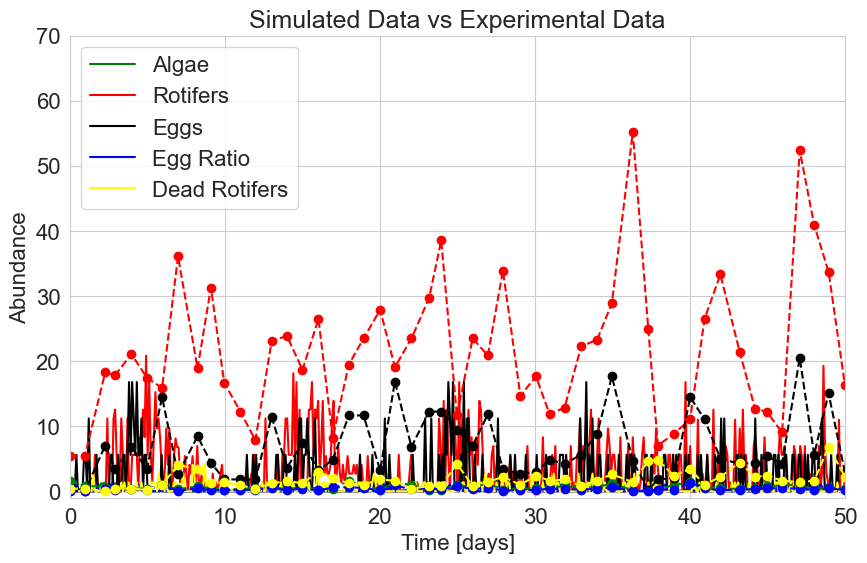 Simulated Data vs Experimental Data
70
60
50
40
30
20
10
0
Abundance
Algae
Rotifers
Eggs
Egg Ratio
Dead Rotifers
0 10 20 30 40 50
Time [days]